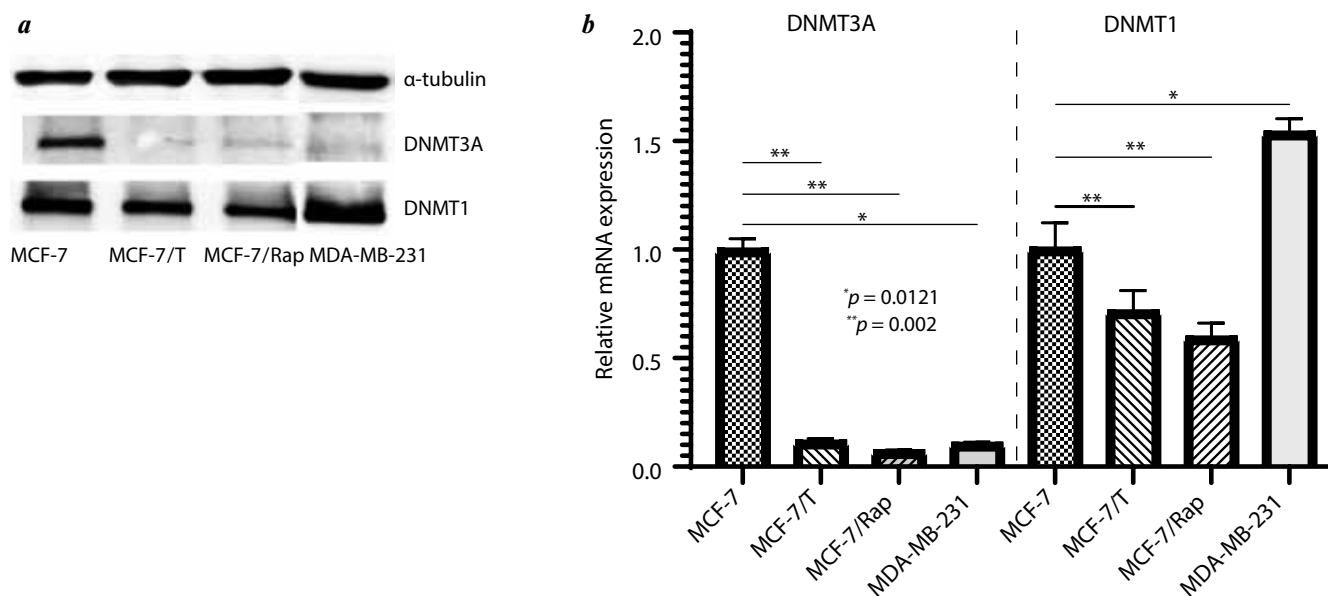 a
α-tubulin
DNMT3A
DNMT1
MCF-7 MCF-7/T MCF-7/Rap MDA-MB-231
b
DNMT3A DNMT1
2.0
1.5
1.0
0.5
0.0
Relative mRNA expression
**
**
*
*p = 0.0121
**p = 0.002
*
**
**
MCF-7 MCF-7/T MCF-7/Rap MDA-MB-231 MCF-7 MCF-7/T MCF-7/Rap MDA-MB-231